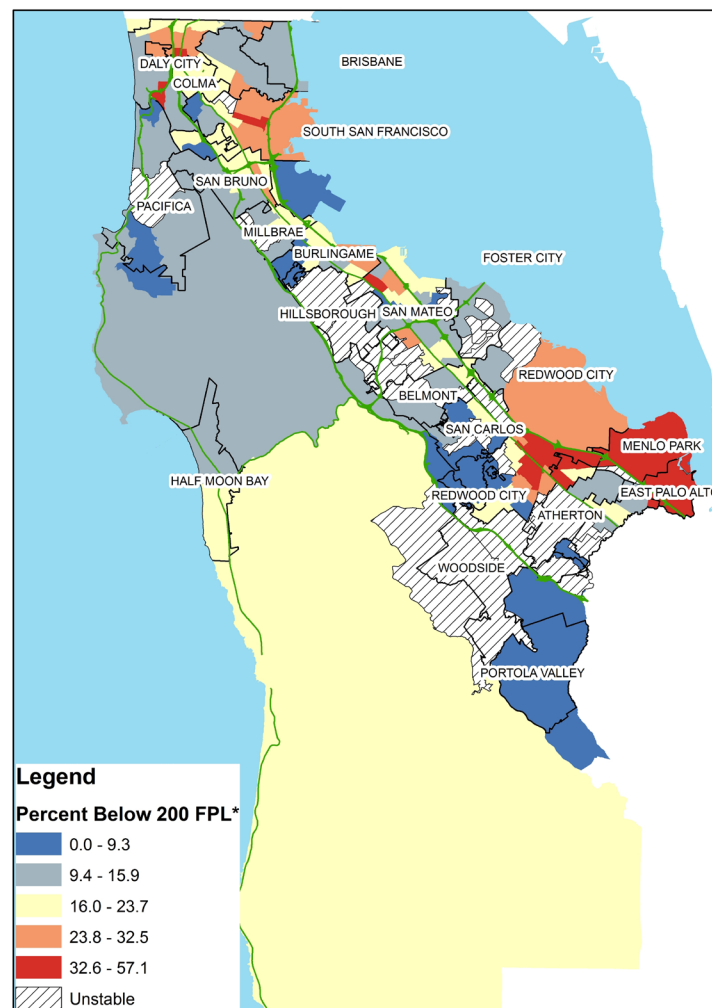 BRISBANE
DALY CITY
COLMA
SOUTH SAN FRANCISCO
SAN BRUNO
PACIFICA
MILLBRAE
BURLINGAME
FOSTER CITY
HILLSBOROUGH
SAN MATEO
REDWOOD CITY
BELMONT
SAN CARLOS
MENLO PARK
HALF MOON BAY
REDWOOD CITY
EAST PALO ALTO
ATHERTON
WOODSIDE
PORTOLA VALLEY
Legend
Percent Below 200 FPL*
0.0 - 9.3
9.4 - 15.9
16.0 - 23.7
23.8 - 32.5
32.6 - 57.1
Unstable